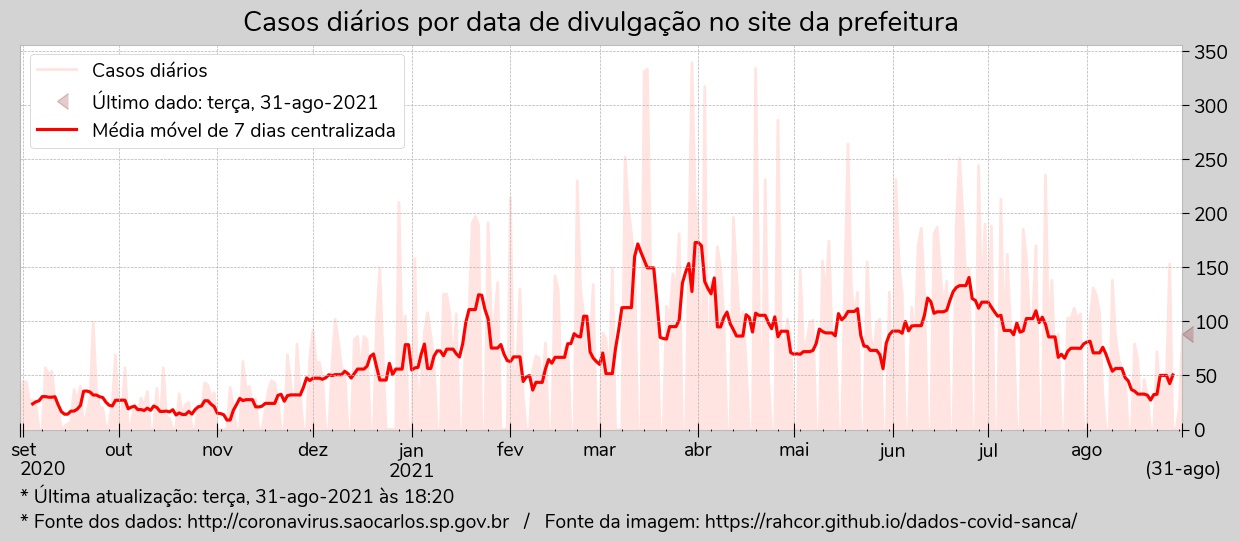 Casos diários por data de divulgação no site da prefeitura
Casos diários
Último dado: terça, 31-ago-2021
Média móvel de 7 dias centralizada
350
300
250
200
150
100
50
0
set out nov dez jan fev mar abr mai jun jul ago
2020 2021 (31-ago)
* Última atualização: terça, 31-ago-2021 às 18:20
* Fonte dos dados: http://coronavirus.saocarlos.sp.gov.br / Fonte da imagem: https://rahcor.github.io/dados-covid-sanca/